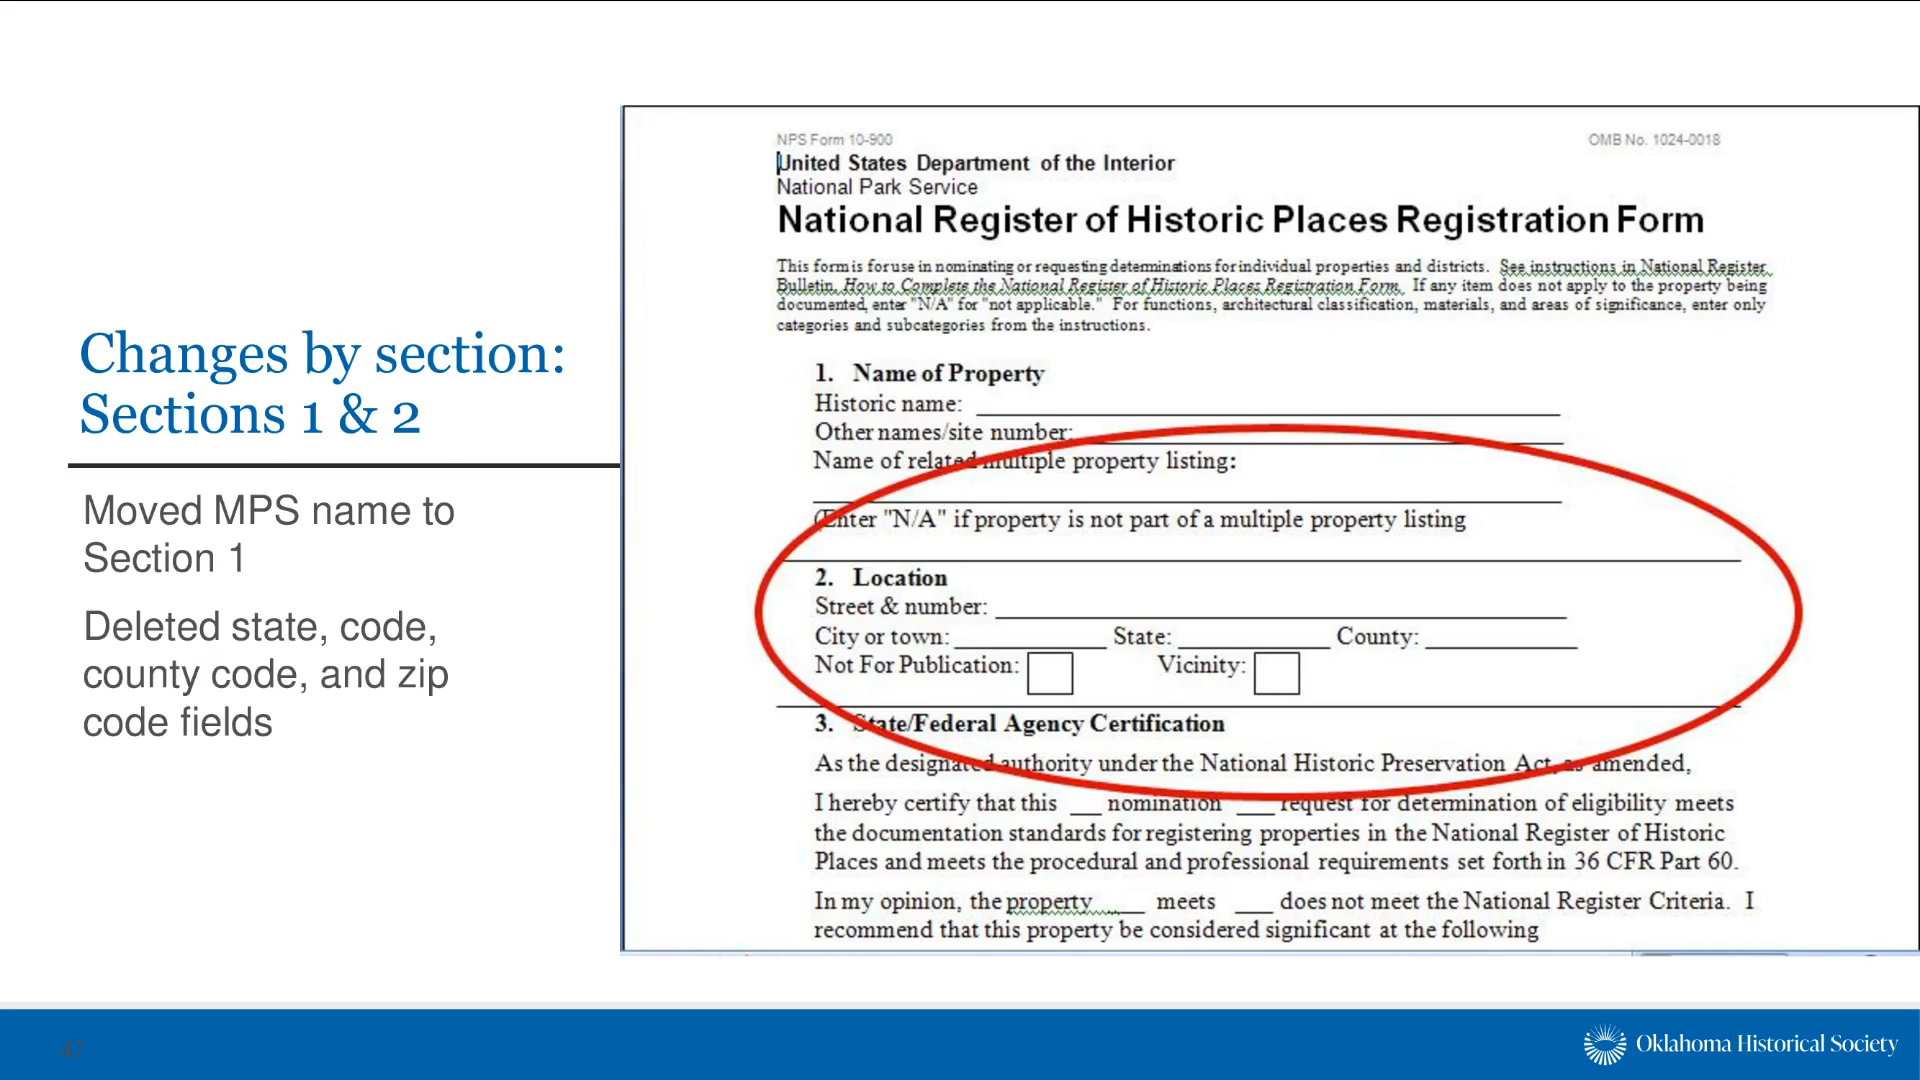 Changes by section:
Sections 1 & 2
Moved MPS name to
Section 1
Deleted state, code,
county code, and zip
code fields
NPS Form 10-900 OMB No. 1024-0018
United States Department of the Interior
National Park Service
National Register of Historic Places Registration Form
This form is for use in nominating or requesting determinations for individual properties and districts. See instructions in National Register
Bulletin, How to Complete the National Register of Historic Places Registration Form. If any item does not apply to the property being
documented, enter "N/A" for "not applicable." For functions, architectural classification, materials, and areas of significance, enter only
categories and subcategories from the instructions.
1. Name of Property
Historic name:
Other names/site number:
Name of related multiple property listing:
(Enter "N/A" if property is not part of a multiple property listing
2. Location
Street & number:
City or town: State: County:
Not For Publication: Vicinity:
3. State/Federal Agency Certification
As the designated authority under the National Historic Preservation Act, as amended,
I hereby certify that this ___ nomination ___ request for determination of eligibility meets
the documentation standards for registering properties in the National Register of Historic
Places and meets the procedural and professional requirements set forth in 36 CFR Part 60.
In my opinion, the property ___ meets ___ does not meet the National Register Criteria. I
recommend that this property be considered significant at the following
47
Oklahoma Historical Society